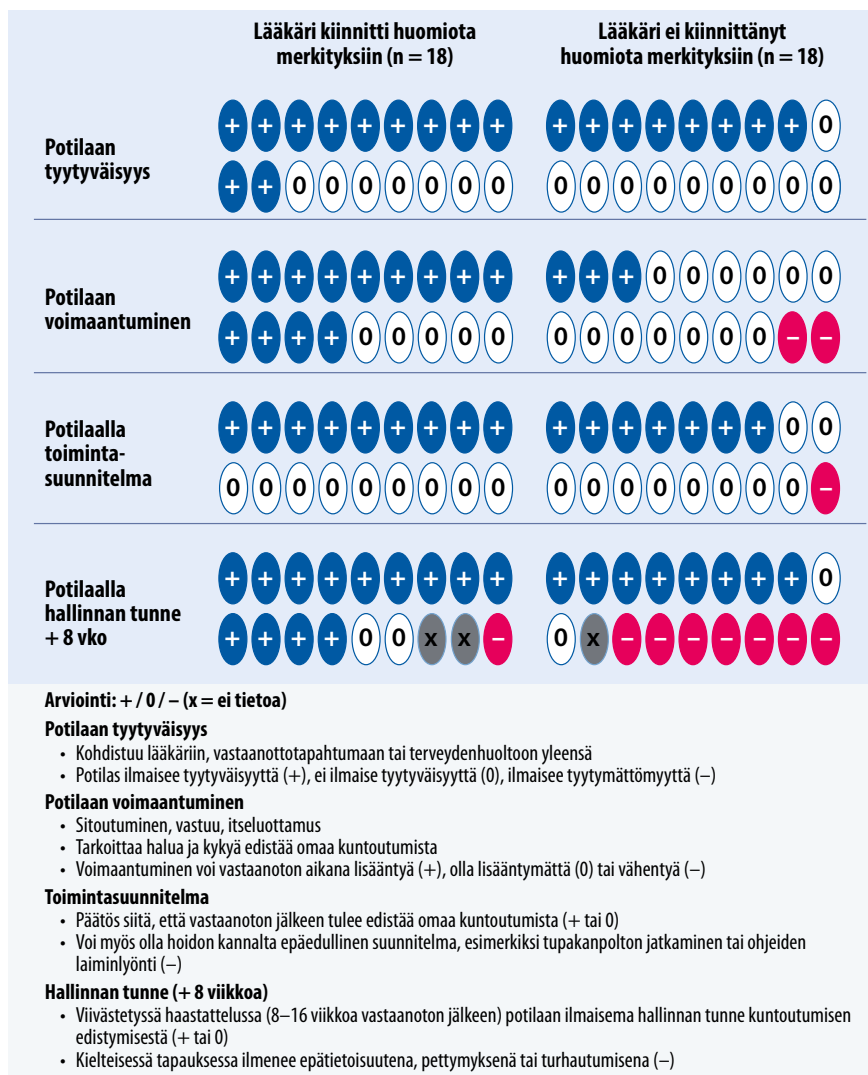 Lääkäri kiinnitti huomiota
merkityksiin (n = 18)
Lääkäri ei kiinnittänyt
huomiota merkityksiin (n = 18)
Potilaan
tyytyväisyys
+ + + + + + + + +
+ + 0 0 0 0 0 0 0
+ + + + + + + + 0
0 0 0 0 0 0 0 0 0
Potilaan
voimaantuminen
+ + + + + + + + +
+ + + + 0 0 0 0 0
+ + + 0 0 0 0 0 0
0 0 0 0 0 0 0 – –
Potilaalla
toiminta-
suunnitelma
+ + + + + + + + +
0 0 0 0 0 0 0 0 0
+ + + + + + + 0 0
0 0 0 0 0 0 0 0 –
Potilaalla
hallinnan tunne
+ 8 vko
+ + + + + + + + +
+ + + + 0 0 x x –
+ + + + + + + + 0
0 x – – – – – – –
Arviointi: + / 0 / – (x = ei tietoa)
Potilaan tyytyväisyys
• Kohdistuu lääkäriin, vastaanottotapahtumaan tai terveydenhuoltoon yleensä
• Potilas ilmaisee tyytyväisyyttä (+), ei ilmaise tyytyväisyyttä (0), ilmaisee tyytymättömyyttä (–)
Potilaan voimaantuminen
• Sitoutuminen, vastuu, itseluottamus
• Tarkoittaa halua ja kykyä edistää omaa kuntoutumista
• Voimaantuminen voi vastaanoton aikana lisääntyä (+), olla lisääntymättä (0) tai vähentyä (–)
Toimintasuunnitelma
• Päätös siitä, että vastaanoton jälkeen tulee edistää omaa kuntoutumista (+ tai 0)
• Voi myös olla hoidon kannalta epäedullinen suunnitelma, esimerkiksi tupakanpolton jatkaminen tai ohjeiden
laiminlyönti (–)
Hallinnan tunne (+ 8 viikkoa)
• Viivästetyssä haastattelussa (8–16 viikkoa vastaanoton jälkeen) potilaan ilmaisema hallinnan tunne kuntoutumisen
edistymisestä (+ tai 0)
• Kielteisessä tapauksessa ilmenee epätietoisuutena, pettymyksenä tai turhautumisena (–)